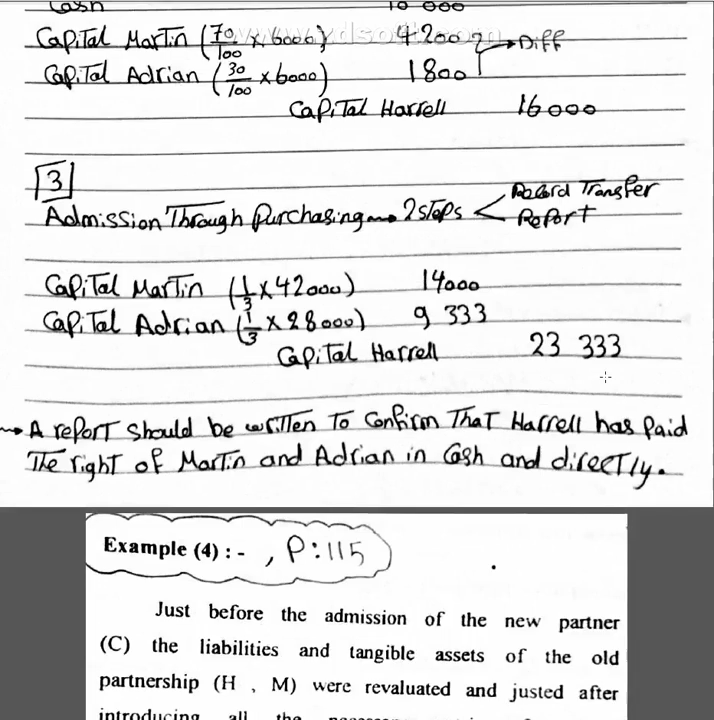 Cash 10 000
Capital Martin (70/100 x 6000) 4200 → Diff
Capital Adrian (30/100 x 6000) 1800
Capital Harrell 16000
3
Admission Through Purchasing → 2 steps < Record Transfer
Report
Capital Martin (1/3 x 42000) 14000
Capital Adrian (1/3 x 28000) 9 333
Capital Harrell 23 333
→ A report should be written To Confirm That Harrell has Paid
The right of Martin and Adrian in Cash and directly.
Example (4) : - , P:115
Just before the admission of the new partner
(C) the liabilities and tangible assets of the old
partnership (H , M) were revaluated and justed after
introducing all the